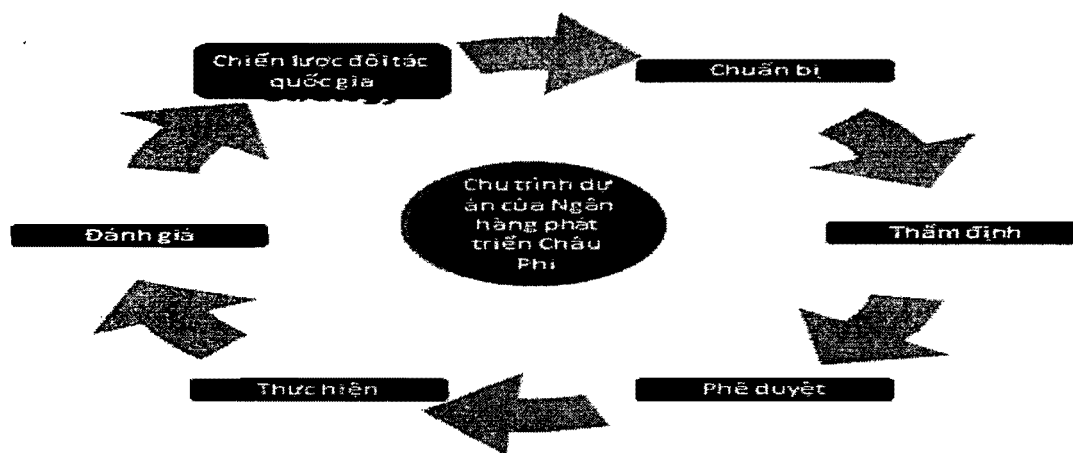 Chiến lược đối tác
quốc gia
Chuẩn bị
Thẩm định
Phê duyệt
Thực hiện
Đánh giá
Chu trình dự
án của Ngân
hàng phát
triển Châu
Phi